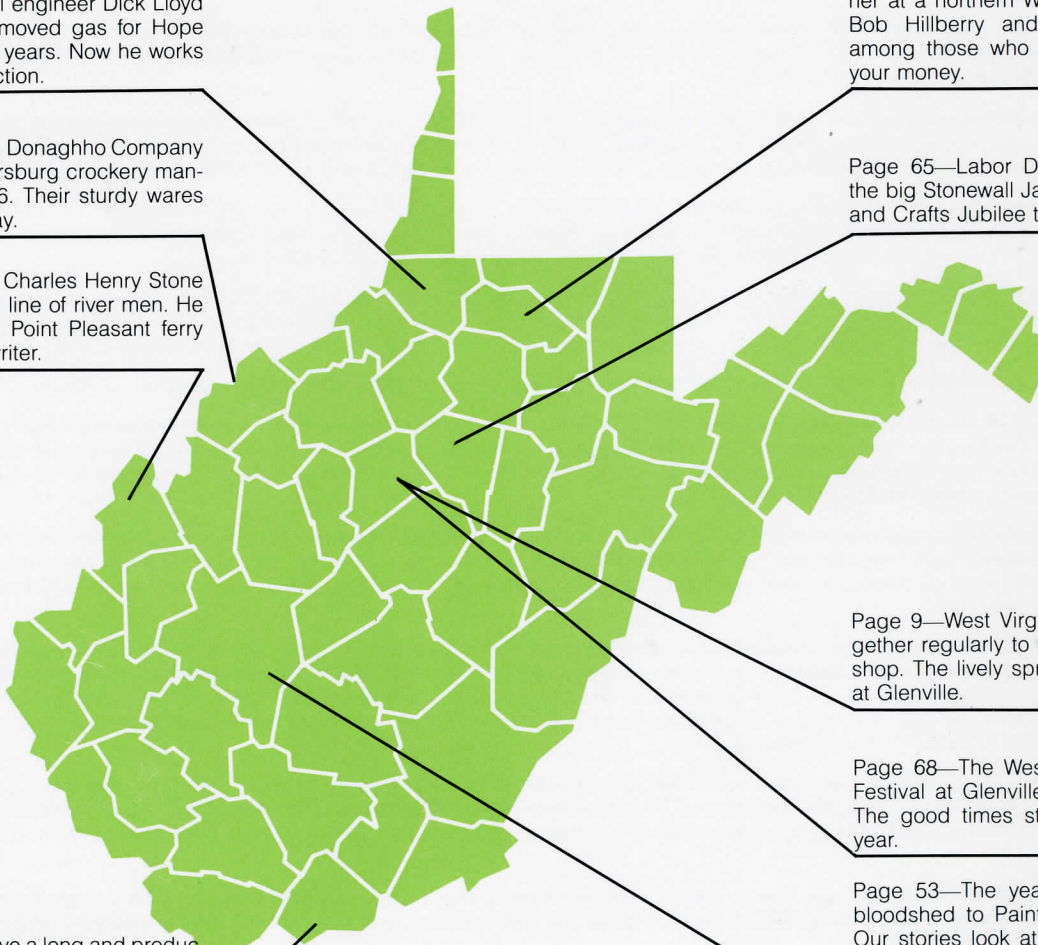 engineer Dick Lloyd
moved gas for Hope
years. Now he works
ction.
Donaghho Company
rsburg crockery man-
6. Their sturdy wares
ay.
Charles Henry Stone
line of river men. He
Point Pleasant ferry
riter.
ve a long and produc-
her at a northern W
Bob Hillberry and
among those who
your money.
Page 65—Labor D
the big Stonewall Ja
and Crafts Jubilee t
Page 9—West Virg
gether regularly to
shop. The lively spr
at Glenville.
Page 68—The Wes
Festival at Glenville
The good times st
year.
Page 53—The yea
bloodshed to Paint
Our stories look at